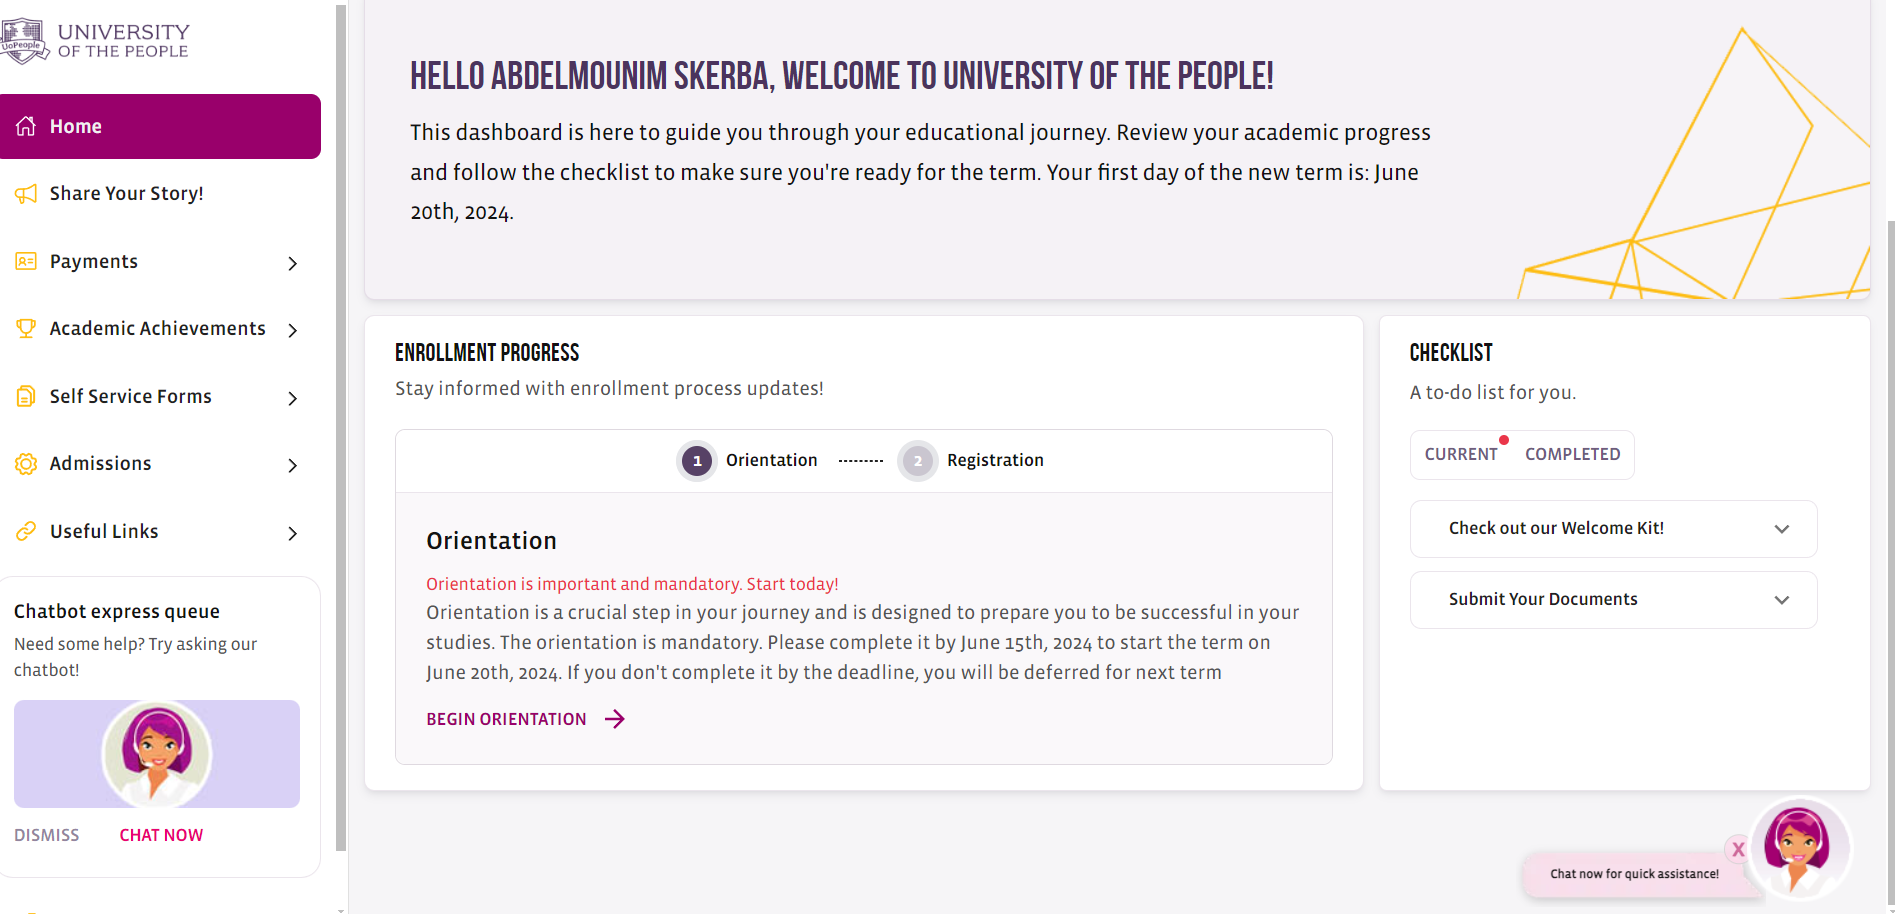 UNIVERSITY
OF THE PEOPLE
UoPeople
Home
Share Your Story!
Payments
Academic Achievements
Self Service Forms
Admissions
Useful Links
Chatbot express queue
Need some help? Try asking our
chatbot!
DISMISS
CHAT NOW
HELLO ABDELMOUNIM SKERBA, WELCOME TO UNIVERSITY OF THE PEOPLE!
This dashboard is here to guide you through your educational journey. Review your academic progress
and follow the checklist to make sure you're ready for the term. Your first day of the new term is: June
20th, 2024.
ENROLLMENT PROGRESS
Stay informed with enrollment process updates!
1 Orientation
2 Registration
Orientation
Orientation is important and mandatory. Start today!
Orientation is a crucial step in your journey and is designed to prepare you to be successful in your
studies. The orientation is mandatory. Please complete it by June 15th, 2024 to start the term on
June 20th, 2024. If you don't complete it by the deadline, you will be deferred for next term
BEGIN ORIENTATION
CHECKLIST
A to-do list for you.
CURRENT
COMPLETED
Check out our Welcome Kit!
Submit Your Documents
X
Chat now for quick assistance!